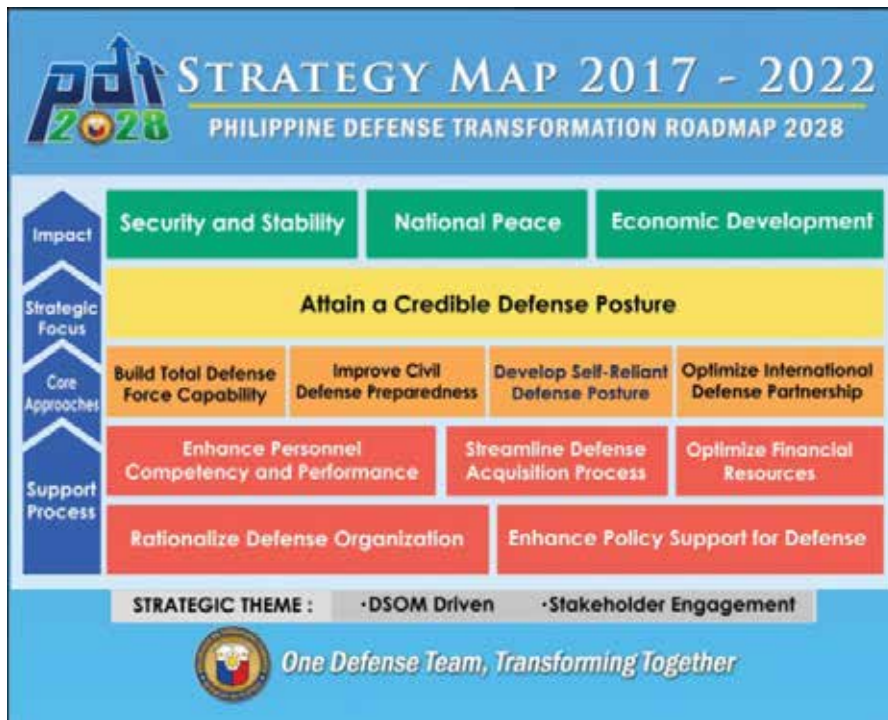 pdt
2028
STRATEGY MAP 2017 - 2022
PHILIPPINE DEFENSE TRANSFORMATION ROADMAP 2028
Impact
Security and Stability
National Peace
Economic Development
Strategic
Focus
Attain a Credible Defense Posture
Core
Approaches
Build Total Defense
Force Capability
Improve Civil
Defense Preparedness
Develop Self-Reliant
Defense Posture
Optimize International
Defense Partnership
Support
Process
Enhance Personnel
Competency and Performance
Streamline Defense
Acquisition Process
Optimize Financial
Resources
Rationalize Defense Organization
Enhance Policy Support for Defense
STRATEGIC THEME : ·DSOM Driven ·Stakeholder Engagement
One Defense Team, Transforming Together